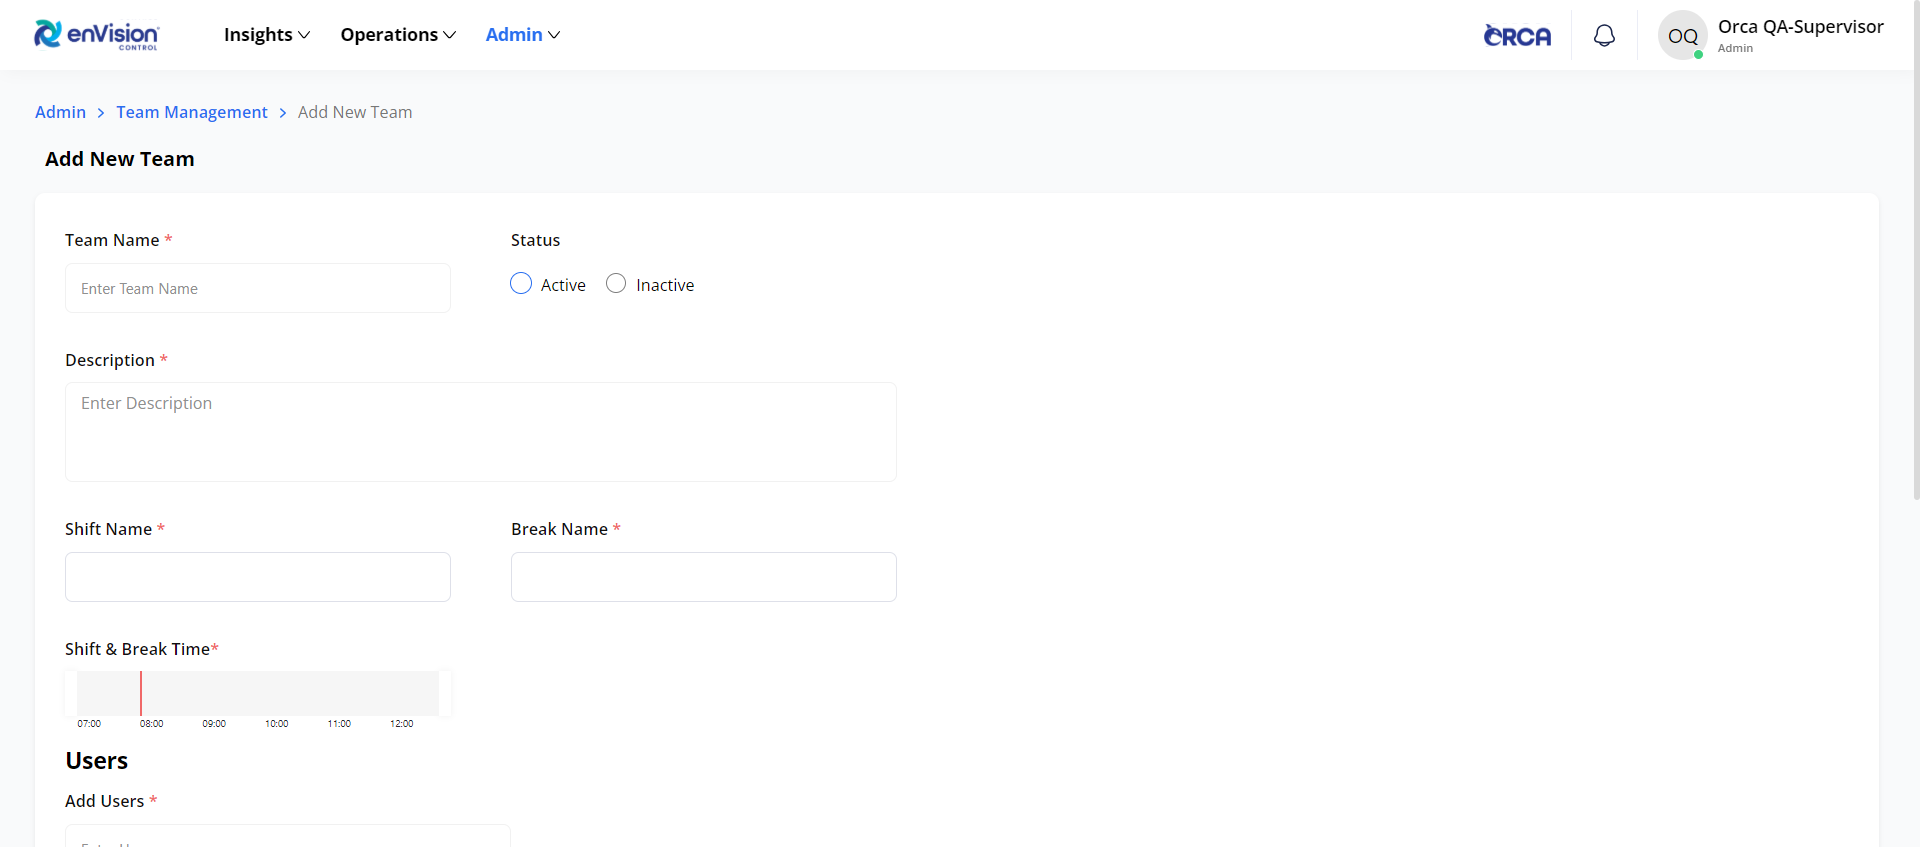 enVision CONTROL Insights Operations Admin ORCA OQ Orca QA-Supervisor
Admin
Admin > Team Management > Add New Team
Add New Team
Team Name * Status
Enter Team Name Active Inactive
Description *
Enter Description
Shift Name * Break Name *
Shift & Break Time*
07:00 08:00 09:00 10:00 11:00 12:00
Users
Add Users *